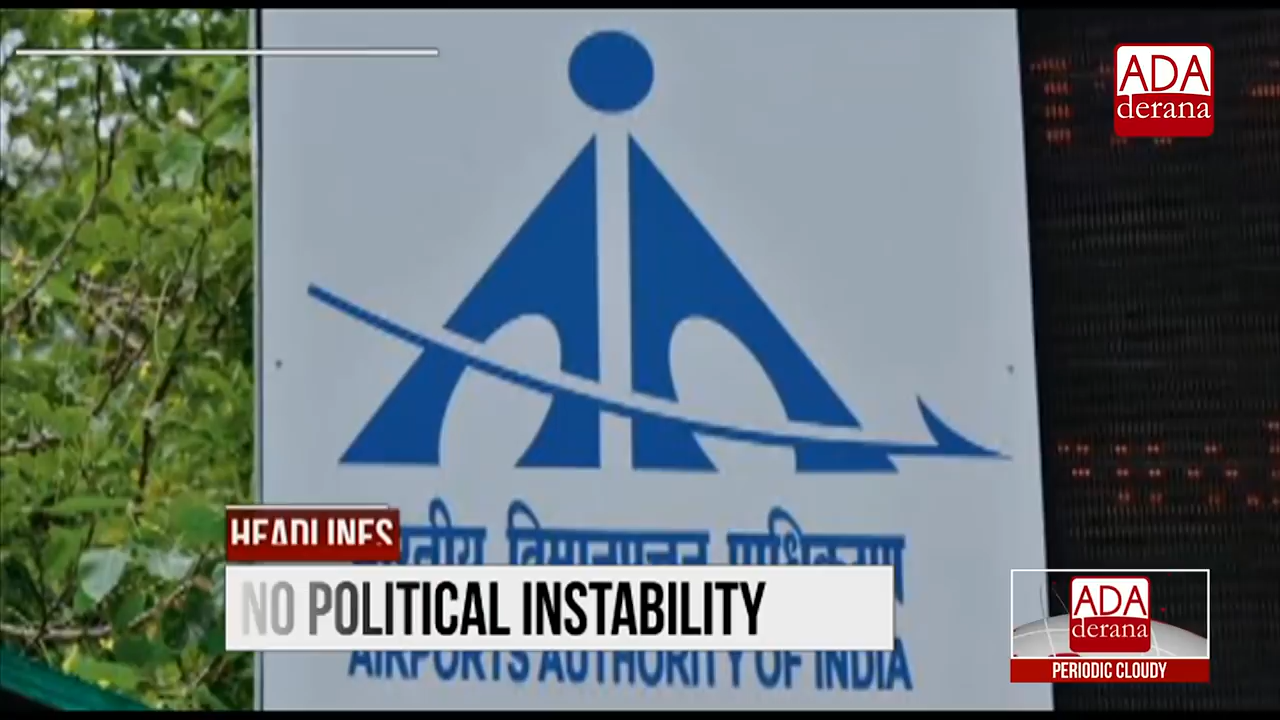 ADA
derana
HEADLINES
NO POLITICAL INSTABILITY
AIRPORTS AUTHORITY OF INDIA
ADA
derana
PERIODIC CLOUDY